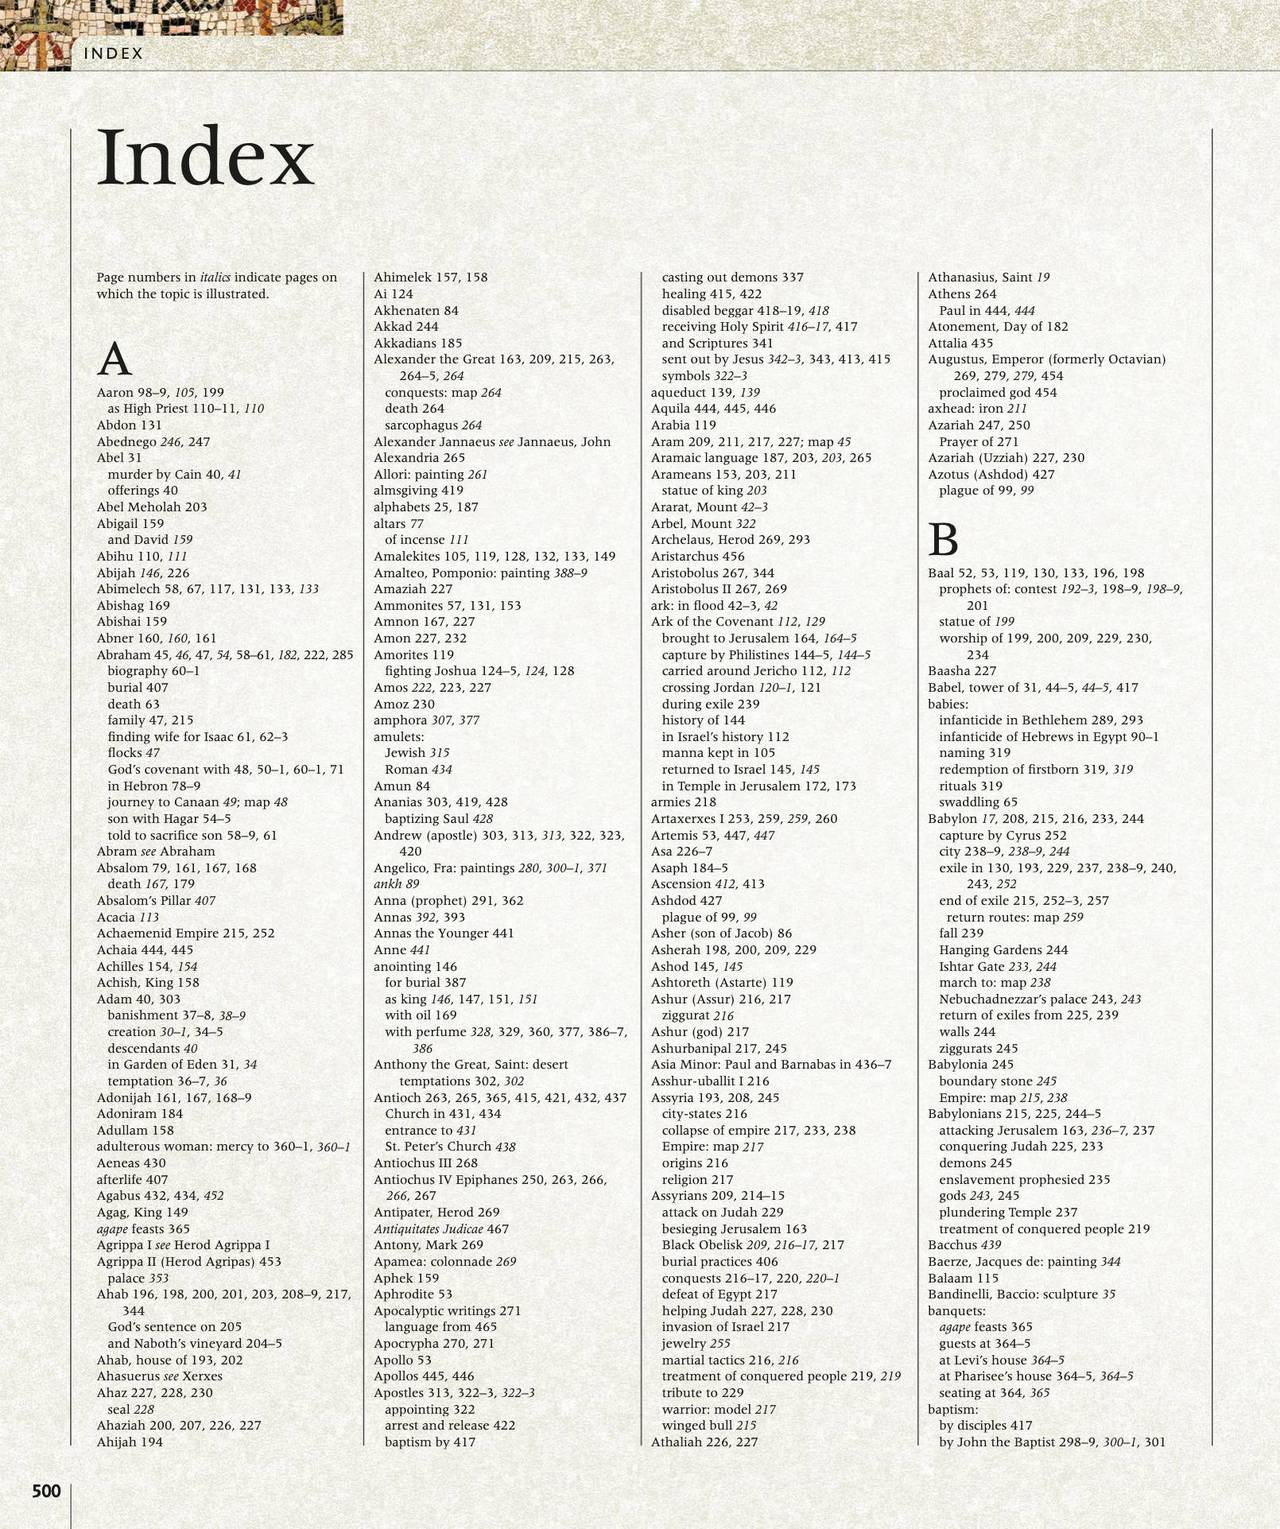 INDEX
Index
Page numbers in italics indicate pages on
which the topic is illustrated.
A
Aaron 98–9, 105, 199
as High Priest 110–11, 110
Abdon 131
Abednego 246, 247
Abel 31
murder by Cain 40, 41
offerings 40
Abel Meholah 203
Abigail 159
and David 159
Abihu 110, 111
Abijah 146, 226
Abimelech 58, 67, 117, 131, 133, 133
Abishag 169
Abishai 159
Abner 160, 160, 161
Abraham 45, 46, 47, 54, 58–61, 182, 222, 285
biography 60–1
burial 407
death 63
family 47, 215
finding wife for Isaac 61, 62–3
flocks 47
God's covenant with 48, 50–1, 60–1, 71
in Hebron 78–9
journey to Canaan 49; map 48
son with Hagar 54–5
told to sacrifice son 58–9, 61
Abram see Abraham
Absalom 79, 161, 167, 168
death 167, 179
Absalom's Pillar 407
Acacia 113
Achaemenid Empire 215, 252
Achaia 444, 445
Achilles 154, 154
Achish, King 158
Adam 40, 303
banishment 37–8, 38–9
creation 30–1, 34–5
descendants 40
in Garden of Eden 31, 34
temptation 36–7, 36
Adonijah 161, 167, 168–9
Adoniram 184
Adullam 158
adulterous woman: mercy to 360–1, 360–1
Aeneas 430
afterlife 407
Agabus 432, 434, 452
Agag, King 149
agape feasts 365
Agrippa I see Herod Agrippa I
Agrippa II (Herod Agripas) 453
palace 353
Ahab 196, 198, 200, 201, 203, 208–9, 217,
344
God's sentence on 205
and Naboth's vineyard 204–5
Ahab, house of 193, 202
Ahasuerus see Xerxes
Ahaz 227, 228, 230
seal 228
Ahaziah 200, 207, 226, 227
Ahijah 194
Ahimelek 157, 158
Ai 124
Akhenaten 84
Akkad 244
Akkadians 185
Alexander the Great 163, 209, 215, 263,
264–5, 264
conquests: map 264
death 264
sarcophagus 264
Alexander Jannaeus see Jannaeus, John
Alexandria 265
Allori: painting 261
almsgiving 419
alphabets 25, 187
altars 77
of incense 111
Amalekites 105, 119, 128, 132, 133, 149
Amalteo, Pomponio: painting 388–9
Amaziah 227
Ammonites 57, 131, 153
Amnon 167, 227
Amon 227, 232
Amorites 119
fighting Joshua 124–5, 124, 128
Amos 222, 223, 227
Amoz 230
amphora 307, 377
amulets:
Jewish 315
Roman 434
Amun 84
Ananias 303, 419, 428
baptizing Saul 428
Andrew (apostle) 303, 313, 313, 322, 323,
420
Angelico, Fra: paintings 280, 300–1, 371
ankh 89
Anna (prophet) 291, 362
Annas 392, 393
Annas the Younger 441
Anne 441
anointing 146
for burial 387
as king 146, 147, 151, 151
with oil 169
with perfume 328, 329, 360, 377, 386–7,
386
Anthony the Great, Saint: desert
temptations 302, 302
Antioch 263, 265, 365, 415, 421, 432, 437
Church in 431, 434
entrance to 431
St. Peter's Church 438
Antiochus III 268
Antiochus IV Epiphanes 250, 263, 266,
266, 267
Antipater, Herod 269
Antiquitates Judicae 467
Antony, Mark 269
Apamea: colonnade 269
Aphek 159
Aphrodite 53
Apocalyptic writings 271
language from 465
Apocrypha 270, 271
Apollo 53
Apollos 445, 446
Apostles 313, 322–3, 322–3
appointing 322
arrest and release 422
baptism by 417
casting out demons 337
healing 415, 422
disabled beggar 418–19, 418
receiving Holy Spirit 416–17, 417
and Scriptures 341
sent out by Jesus 342–3, 343, 413, 415
symbols 322–3
aqueduct 139, 139
Aquila 444, 445, 446
Arabia 119
Aram 209, 211, 217, 227; map 45
Aramaic language 187, 203, 203, 265
Arameans 153, 203, 211
statue of king 203
Ararat, Mount 42–3
Arbel, Mount 322
Archelaus, Herod 269, 293
Aristarchus 456
Aristobolus 267, 344
Aristobolus II 267, 269
ark: in flood 42–3, 42
Ark of the Covenant 112, 129
brought to Jerusalem 164, 164–5
capture by Philistines 144–5, 144–5
carried around Jericho 112, 112
crossing Jordan 120–1, 121
during exile 239
history of 144
in Israel's history 112
manna kept in 105
returned to Israel 145, 145
in Temple in Jerusalem 172, 173
armies 218
Artaxerxes I 253, 259, 259, 260
Artemis 53, 447, 447
Asa 226–7
Asaph 184–5
Ascension 412, 413
Ashdod 427
plague of 99, 99
Asher (son of Jacob) 86
Asherah 198, 200, 209, 229
Ashod 145, 145
Ashtoreth (Astarte) 119
Ashur (Assur) 216, 217
ziggurat 216
Ashur (god) 217
Ashurbanipal 217, 245
Asia Minor: Paul and Barnabas in 436–7
Asshur-uballit I 216
Assyria 193, 208, 245
city-states 216
collapse of empire 217, 233, 238
Empire: map 217
origins 216
religion 217
Assyrians 209, 214–15
attack on Judah 229
besieging Jerusalem 163
Black Obelisk 209, 216–17, 217
burial practices 406
conquests 216–17, 220, 220–1
defeat of Egypt 217
helping Judah 227, 228, 230
invasion of Israel 217
jewelry 255
martial tactics 216, 216
treatment of conquered people 219, 219
tribute to 229
warrior: model 217
winged bull 215
Athaliah 226, 227
Athanasius, Saint 19
Athens 264
Paul in 444, 444
Atonement, Day of 182
Attalia 435
Augustus, Emperor (formerly Octavian)
269, 279, 279, 454
proclaimed god 454
axhead: iron 211
Azariah 247, 250
Prayer of 271
Azariah (Uzziah) 227, 230
Azotus (Ashdod) 427
plague of 99, 99
B
Baal 52, 53, 119, 130, 133, 196, 198
prophets of: contest 192–3, 198–9, 198–9,
201
statue of 199
worship of 199, 200, 209, 229, 230,
234
Baasha 227
Babel, tower of 31, 44–5, 44–5, 417
babies:
infanticide in Bethlehem 289, 293
infanticide of Hebrews in Egypt 90–1
naming 319
redemption of firstborn 319, 319
rituals 319
swaddling 65
Babylon 17, 208, 215, 216, 233, 244
capture by Cyrus 252
city 238–9, 238–9, 244
exile in 130, 193, 229, 237, 238–9, 240,
243, 252
end of exile 215, 252–3, 257
return routes: map 259
fall 239
Hanging Gardens 244
Ishtar Gate 233, 244
march to: map 238
Nebuchadnezzar's palace 243, 243
return of exiles from 225, 239
walls 244
ziggurats 245
Babylonia 245
boundary stone 245
Empire: map 215, 238
Babylonians 215, 225, 244–5
attacking Jerusalem 163, 236–7, 237
conquering Judah 225, 233
demons 245
enslavement prophesied 235
gods 243, 245
plundering Temple 237
treatment of conquered people 219
Bacchus 439
Baerze, Jacques de: painting 344
Balaam 115
Bandinelli, Baccio: sculpture 35
banquets:
agape feasts 365
guests at 364–5
at Levi's house 364–5
at Pharisee's house 364–5, 364–5
seating at 364, 365
baptism:
by disciples 417
by John the Baptist 298–9, 300–1, 301
500